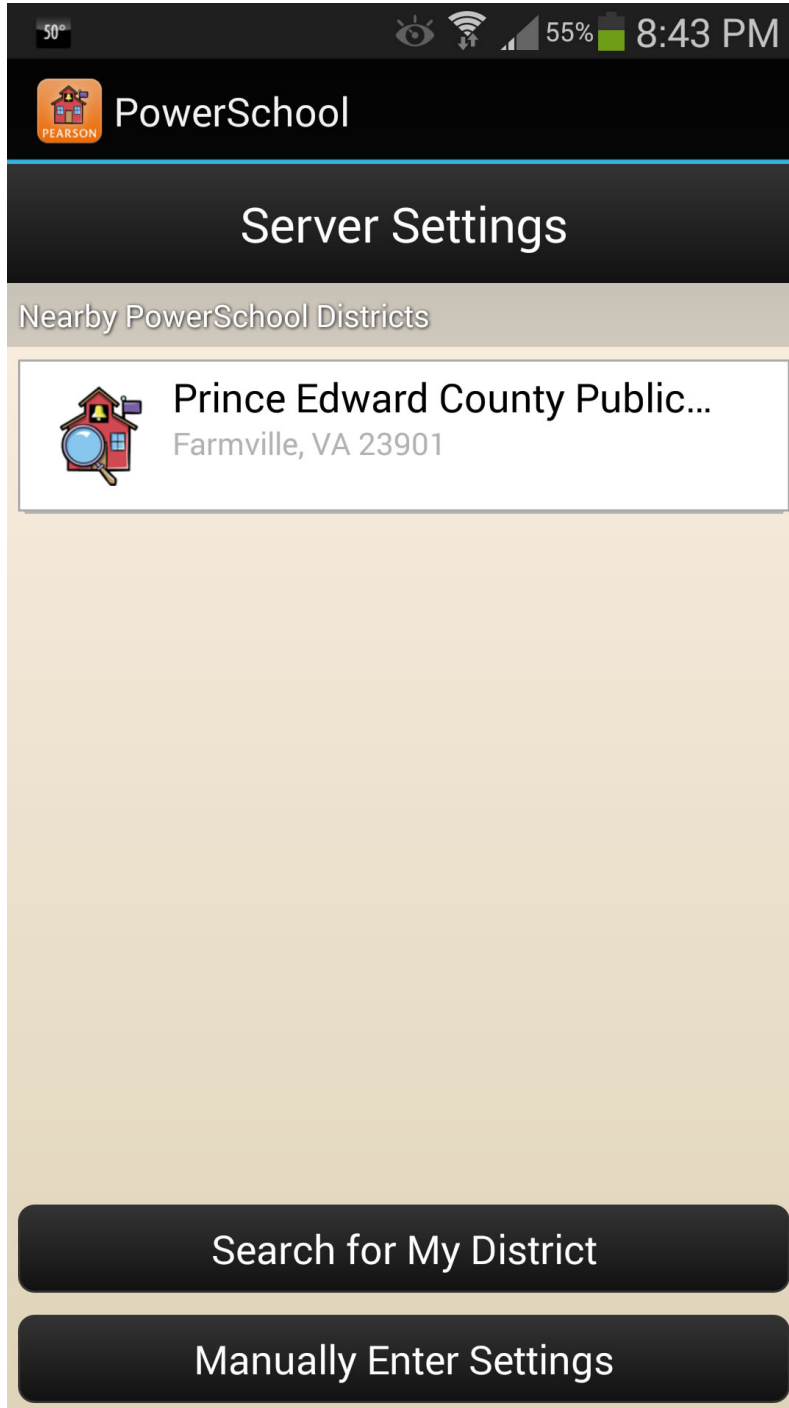 50° 55% 8:43 PM
PEARSON PowerSchool
Server Settings
Nearby PowerSchool Districts
Prince Edward County Public...
Farmville, VA 23901
Search for My District
Manually Enter Settings